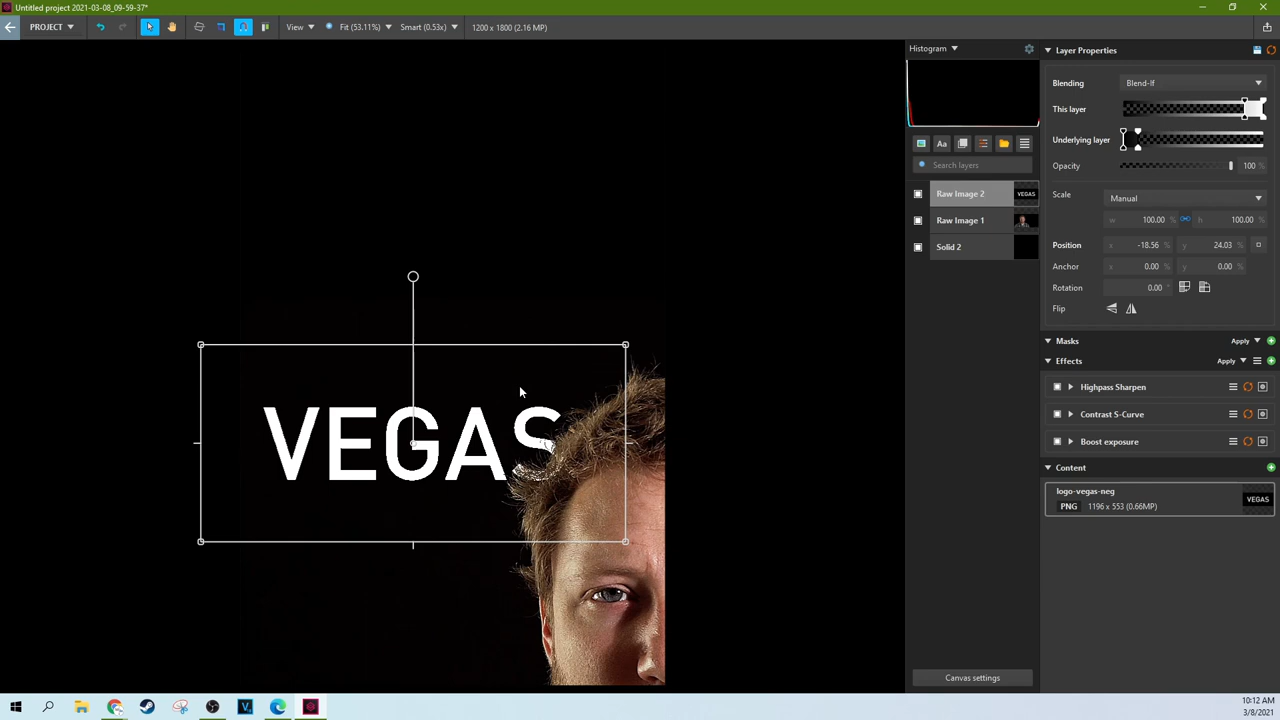 Untitled project 2021-03-08_09-59-37*
PROJECT
View
Fit (53.11%)
Smart (0.53x)
1200 x 1800 (2.16 MP)
VEGAS
Histogram
Aa
Search layers
Raw Image 2
VEGAS
Raw Image 1
Solid 2
Canvas settings
Layer Properties
Blending
Blend-If
This layer
Underlying layer
Opacity
100 %
Scale
Manual
w 100.00 % h 100.00 %
Position
x -18.56 % y 24.03 %
Anchor
x 0.00 % y 0.00 %
Rotation
0.00 °
Flip
Masks
Apply
Effects
Apply
Highpass Sharpen
Contrast S-Curve
Boost exposure
Content
logo-vegas-neg
PNG 1196 x 553 (0.66MP)
VEGAS
10:12 AM
3/8/2021